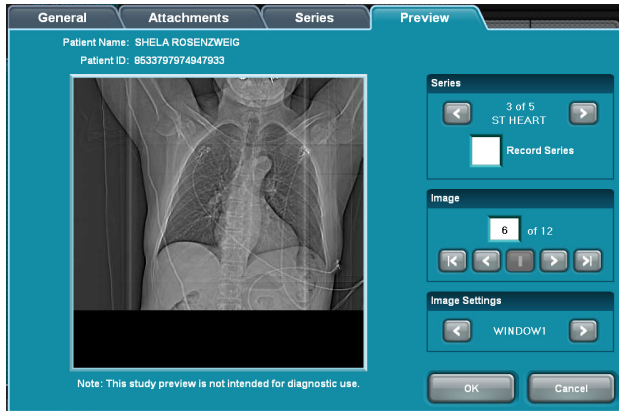 General Attachments Series Preview
Patient Name: SHELA ROSENZWEIG
Patient ID: 8533797974947933
Series
3 of 5
ST HEART
Record Series
Image
6 of 12
Image Settings
WINDOW1
Note: This study preview is not intended for diagnostic use.
OK Cancel